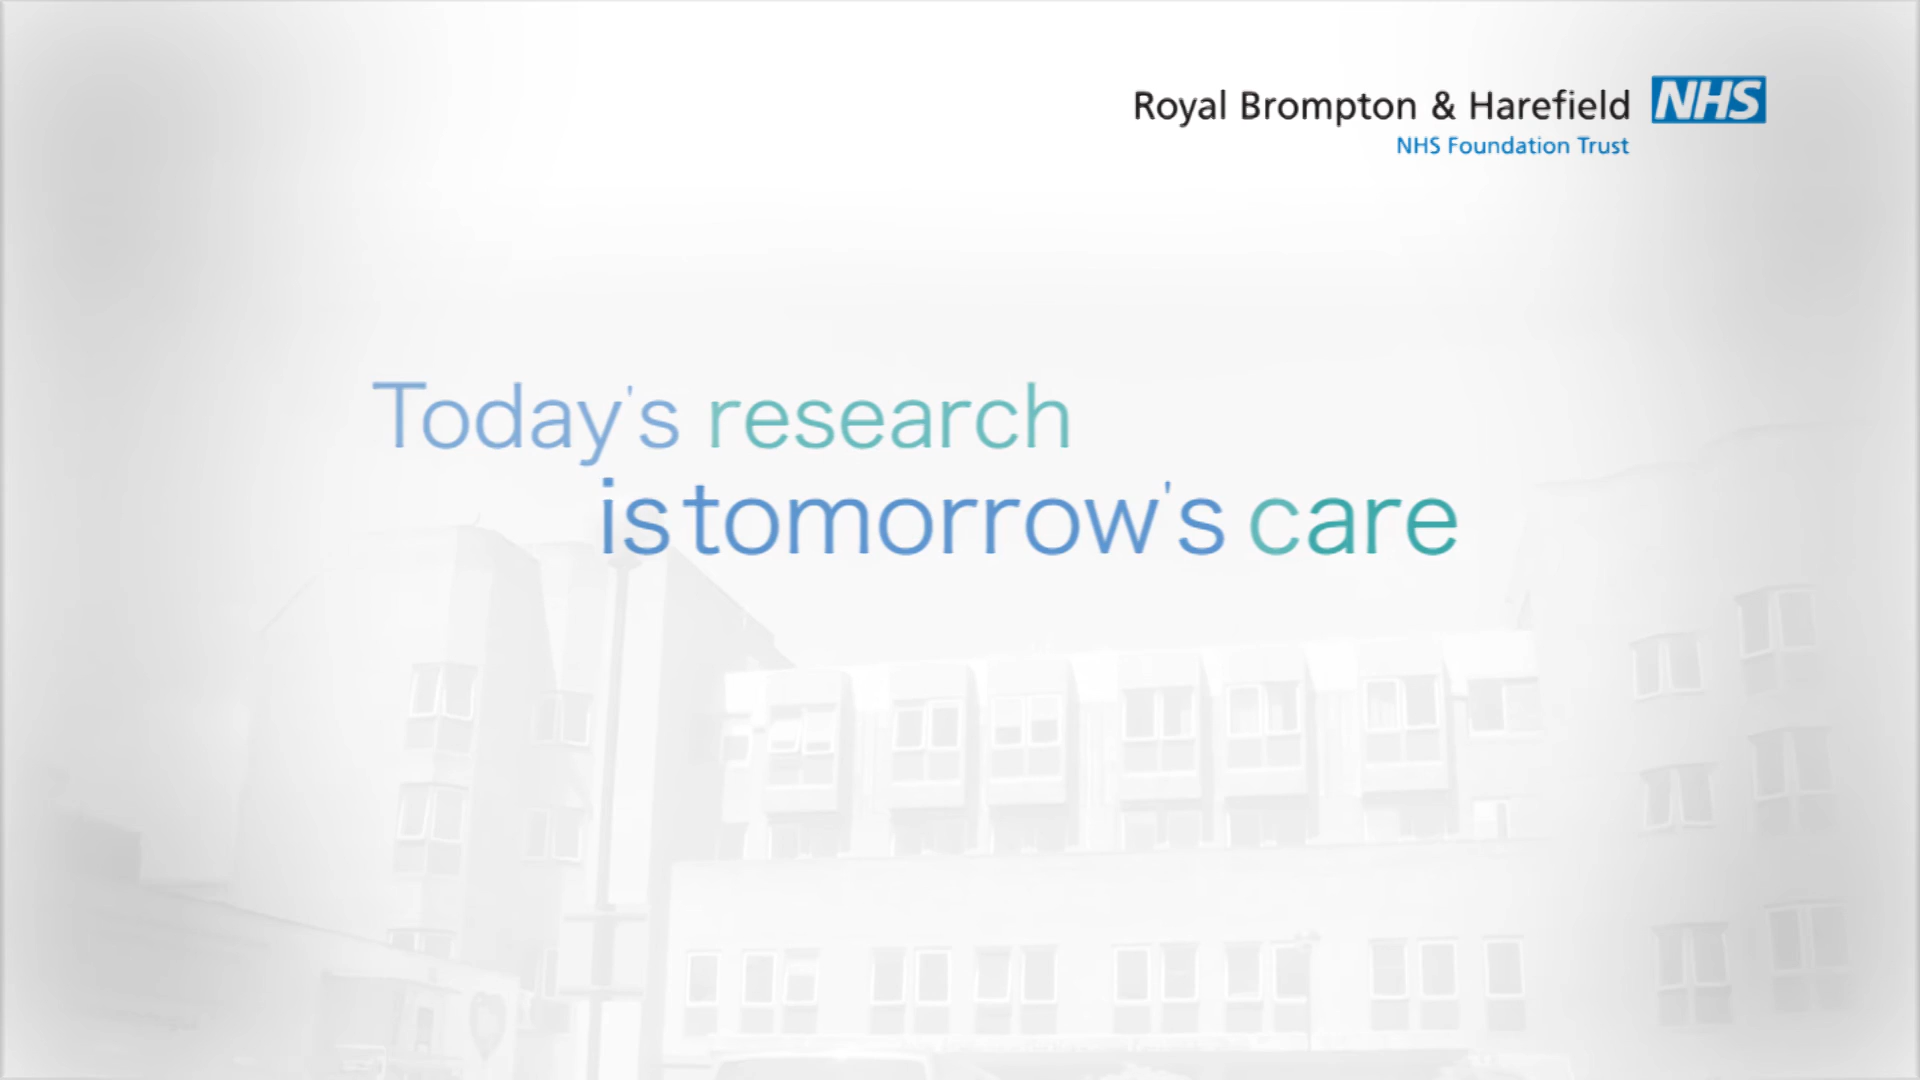 Royal Brompton & Harefield NHS
NHS Foundation Trust
Today's research
is tomorrow's care